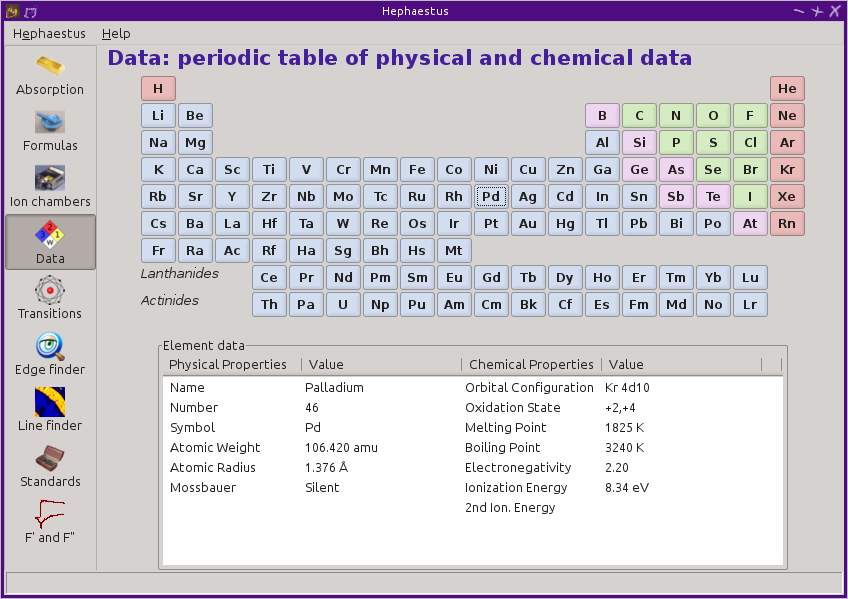 Hephaestus
Hephaestus Help
Absorption
Formulas
Ion chambers
Data
Transitions
Edge finder
Line finder
Standards
F' and F"
Data: periodic table of physical and chemical data
H He
Li Be B C N O F Ne
Na Mg Al Si P S Cl Ar
K Ca Sc Ti V Cr Mn Fe Co Ni Cu Zn Ga Ge As Se Br Kr
Rb Sr Y Zr Nb Mo Tc Ru Rh Pd Ag Cd In Sn Sb Te I Xe
Cs Ba La Hf Ta W Re Os Ir Pt Au Hg Tl Pb Bi Po At Rn
Fr Ra Ac Rf Ha Sg Bh Hs Mt
Lanthanides Ce Pr Nd Pm Sm Eu Gd Tb Dy Ho Er Tm Yb Lu
Actinides Th Pa U Np Pu Am Cm Bk Cf Es Fm Md No Lr
Element data
Physical Properties Value Chemical Properties Value
Name Palladium Orbital Configuration Kr 4d10
Number 46 Oxidation State +2,+4
Symbol Pd Melting Point 1825 K
Atomic Weight 106.420 amu Boiling Point 3240 K
Atomic Radius 1.376 Å Electronegativity 2.20
Mossbauer Silent Ionization Energy 8.34 eV
2nd Ion. Energy